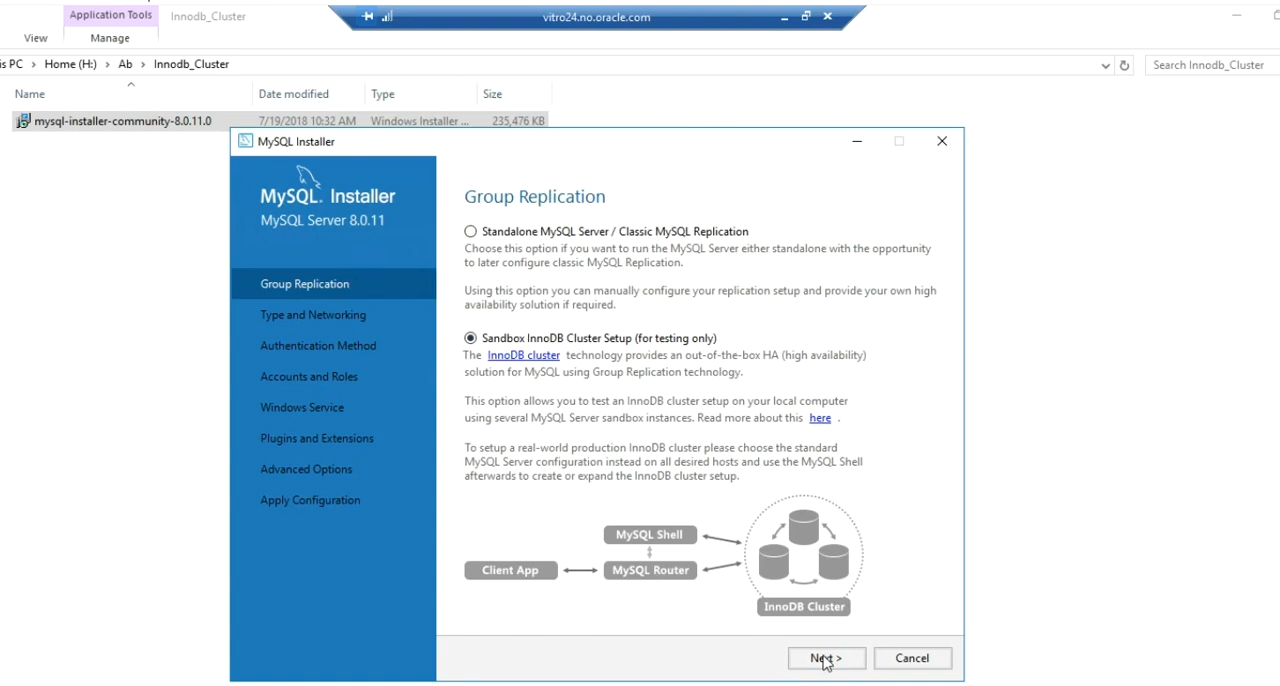 Application Tools
Innodb_Cluster
vitro24.no.oracle.com
View
Manage
is PC > Home (H:) > Ab > Innodb_Cluster
Search Innodb_Cluster
Name
Date modified
Type
Size
mysql-installer-community-8.0.11.0
7/19/2018 10:32 AM
Windows Installer ...
235,476 KB
MySQL Installer
MySQL. Installer
MySQL Server 8.0.11
Group Replication
Type and Networking
Authentication Method
Accounts and Roles
Windows Service
Plugins and Extensions
Advanced Options
Apply Configuration
Group Replication
Standalone MySQL Server / Classic MySQL Replication
Choose this option if you want to run the MySQL Server either standalone with the opportunity
to later configure classic MySQL Replication.
Using this option you can manually configure your replication setup and provide your own high
availability solution if required.
Sandbox InnoDB Cluster Setup (for testing only)
The InnoDB cluster technology provides an out-of-the-box HA (high availability)
solution for MySQL using Group Replication technology.
This option allows you to test an InnoDB cluster setup on your local computer
using several MySQL Server sandbox instances. Read more about this here .
To setup a real-world production InnoDB cluster please choose the standard
MySQL Server configuration instead on all desired hosts and use the MySQL Shell
afterwards to create or expand the InnoDB cluster setup.
MySQL Shell
Client App
MySQL Router
InnoDB Cluster
Next >
Cancel